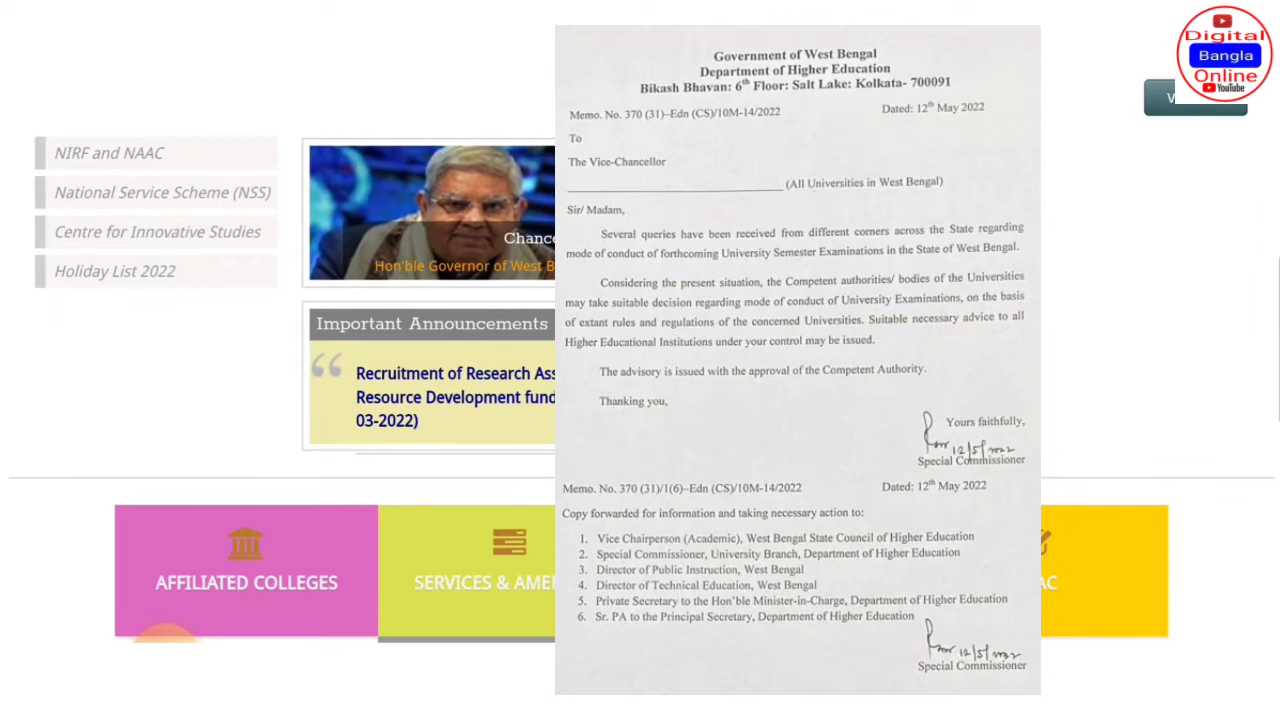 Digital
Bangla
Online
YouTube
V
NIRF and NAAC
National Service Scheme (NSS)
Centre for Innovative Studies
Holiday List 2022
Chance
Hon'ble Governor of West B
Important Announcements
Recruitment of Research Ass
Resource Development fund
03-2022)
AFFILIATED COLLEGES
SERVICES & AMEN
AC
Government of West Bengal
Department of Higher Education
Bikash Bhavan: 6th Floor: Salt Lake: Kolkata- 700091
Memo. No. 370 (31)–Edn (CS)/10M-14/2022 Dated: 12th May 2022
To
The Vice-Chancellor
(All Universities in West Bengal)
Sir/ Madam,
Several queries have been received from different corners across the State regarding
mode of conduct of forthcoming University Semester Examinations in the State of West Bengal.
Considering the present situation, the Competent authorities/ bodies of the Universities
may take suitable decision regarding mode of conduct of University Examinations, on the basis
of extant rules and regulations of the concerned Universities. Suitable necessary advice to all
Higher Educational Institutions under your control may be issued.
The advisory is issued with the approval of the Competent Authority.
Thanking you,
Yours faithfully,
12/5/2022
Special Commissioner
Memo. No. 370 (31)/1(6)–Edn (CS)/10M-14/2022 Dated: 12th May 2022
Copy forwarded for information and taking necessary action to:
1. Vice Chairperson (Academic), West Bengal State Council of Higher Education
2. Special Commissioner, University Branch, Department of Higher Education
3. Director of Public Instruction, West Bengal
4. Director of Technical Education, West Bengal
5. Private Secretary to the Hon'ble Minister-in-Charge, Department of Higher Education
6. Sr. PA to the Principal Secretary, Department of Higher Education
12/5/2022
Special Commissioner